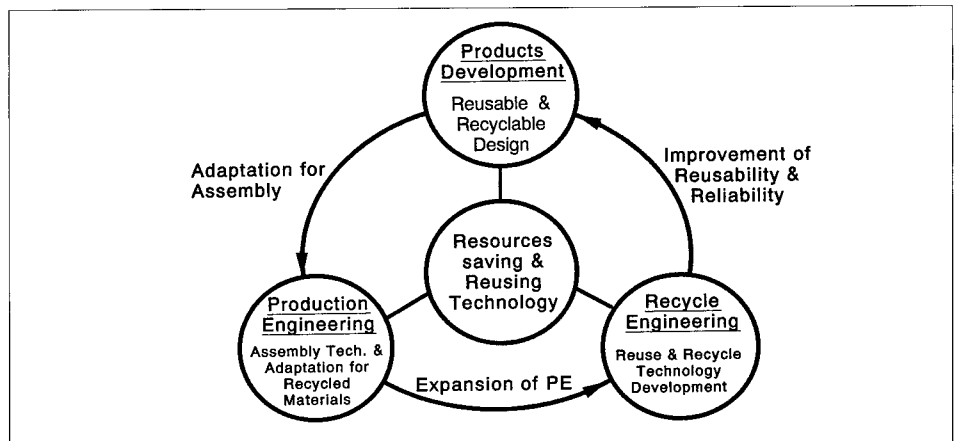 Products
Development
Reusable &
Recyclable
Design
Adaptation for
Assembly
Improvement of
Reusability &
Reliability
Resources
saving &
Reusing
Technology
Production
Engineering
Assembly Tech. &
Adaptation for
Recycled
Materials
Recycle
Engineering
Reuse & Recycle
Technology
Development
Expansion of PE